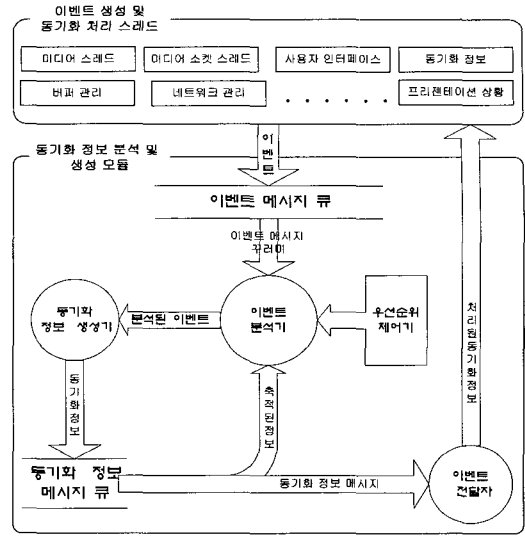 이벤트 생성 및
동기화 처리 스레드
미디어 스레드
미디어 소켓 스레드
사용자 인터페이스
동기화 정보
버퍼 관리
네트워크 관리
· · · · · ·
프리젠테이션 상황
이벤트
동기화 정보 분석 및
생성 모듈
이벤트 메시지 큐
이벤트 메시지
꾸러미
동기화
정보 생성기
분석된 이벤트
이벤트
분석기
우선순위
제어기
처리된동기화정보
동기화정보
축적된정보
동기화 정보
메시지 큐
동기화 정보 메시지
이벤트
전달자